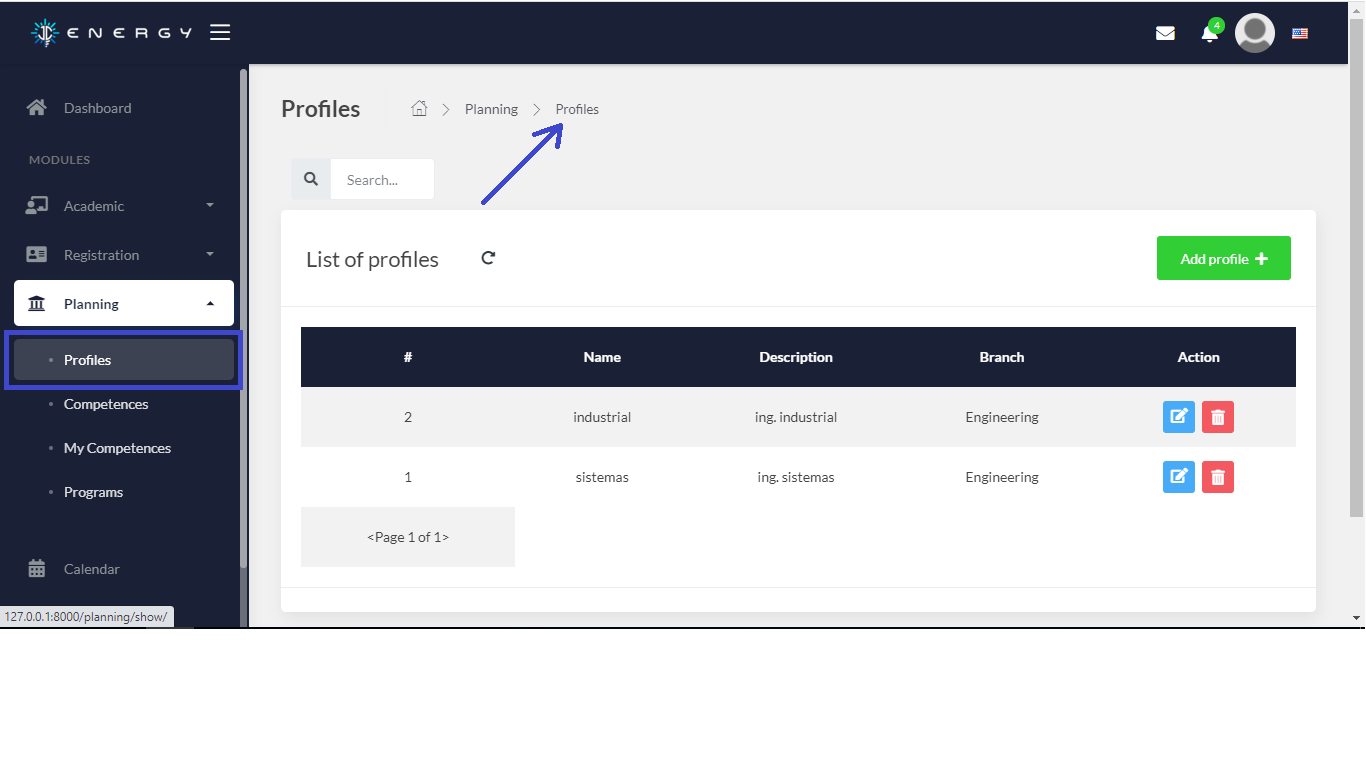 ENERGY
4
Dashboard
MODULES
Academic
Registration
Planning
Profiles
Competences
My Competences
Programs
Calendar
127.0.0.1:8000/planning/show/
Profiles
Planning
Profiles
Search...
List of profiles
Add profile
# Name Description Branch Action
2 industrial ing. industrial Engineering
1 sistemas ing. sistemas Engineering
<Page 1 of 1>